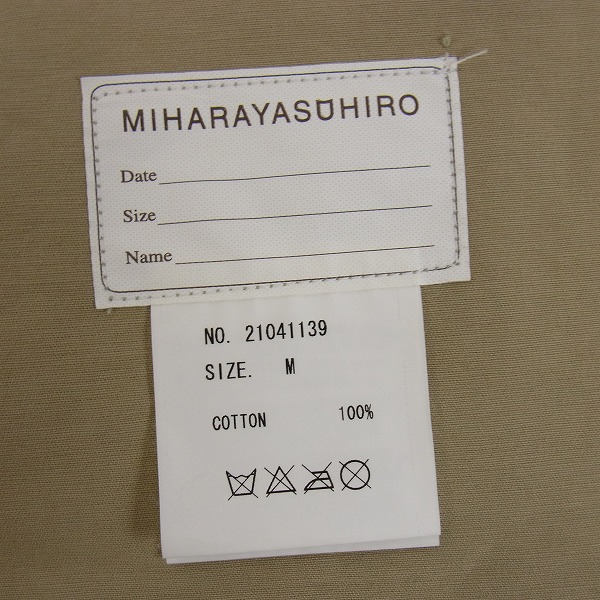 MIHARAYASUHIRO
Date
Size
Name
NO. 21041139
SIZE. M
COTTON 100%